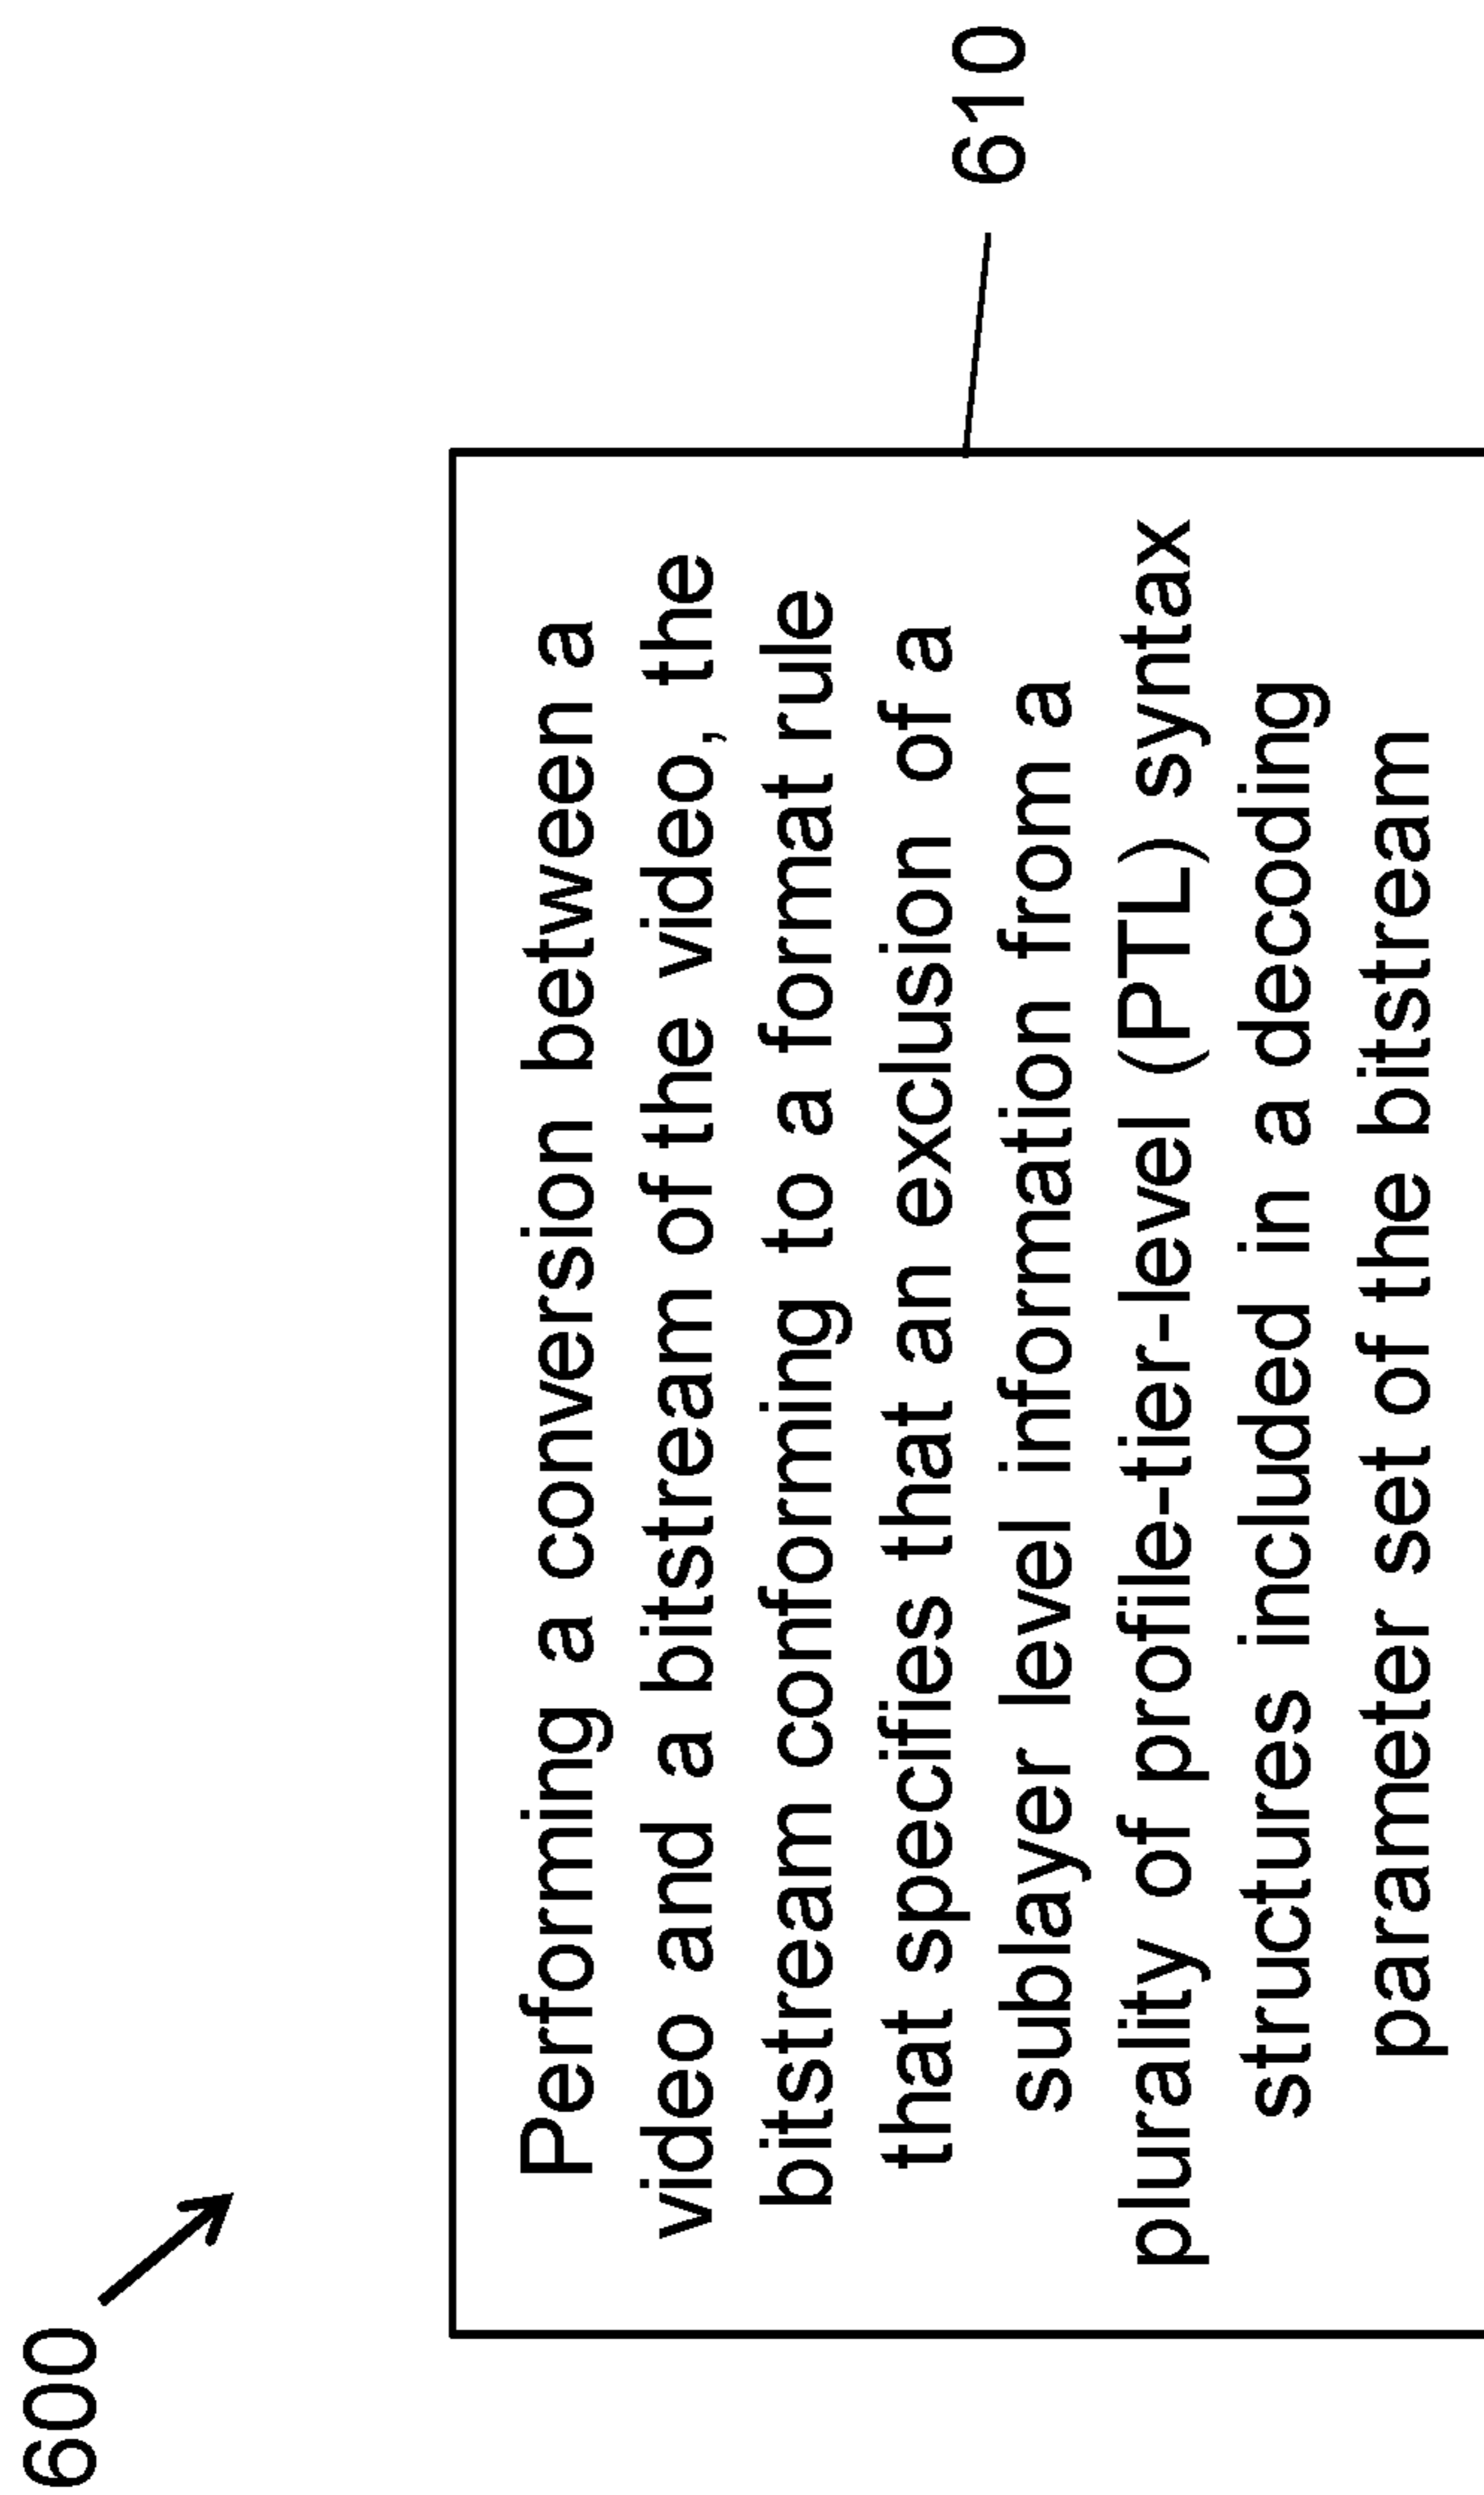 600
610
Performing a conversion between a
video and a bitstream of the video, the
bitstream conforming to a format rule
that specifies that an exclusion of a
sublayer level information from a
plurality of profile-tier-level (PTL) syntax
structures included in a decoding
parameter set of the bitstream